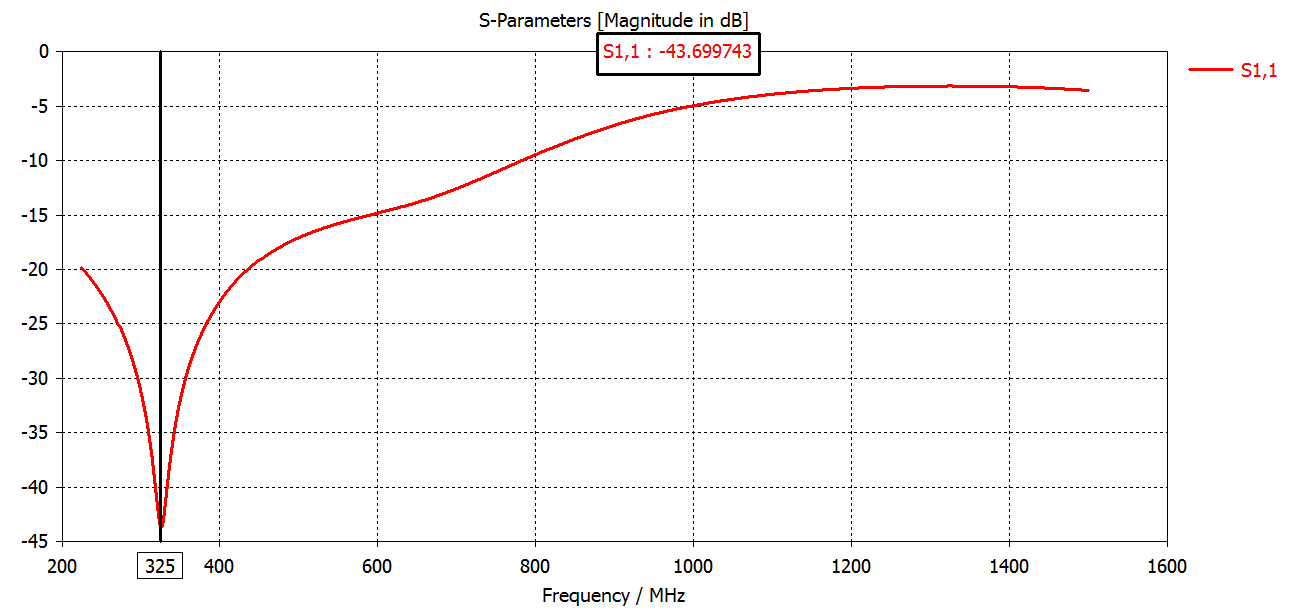 S-Parameters [Magnitude in dB]
S1,1 : -43.699743
S1,1
0
-5
-10
-15
-20
-25
-30
-35
-40
-45
200 325 400 600 800 1000 1200 1400 1600
Frequency / MHz